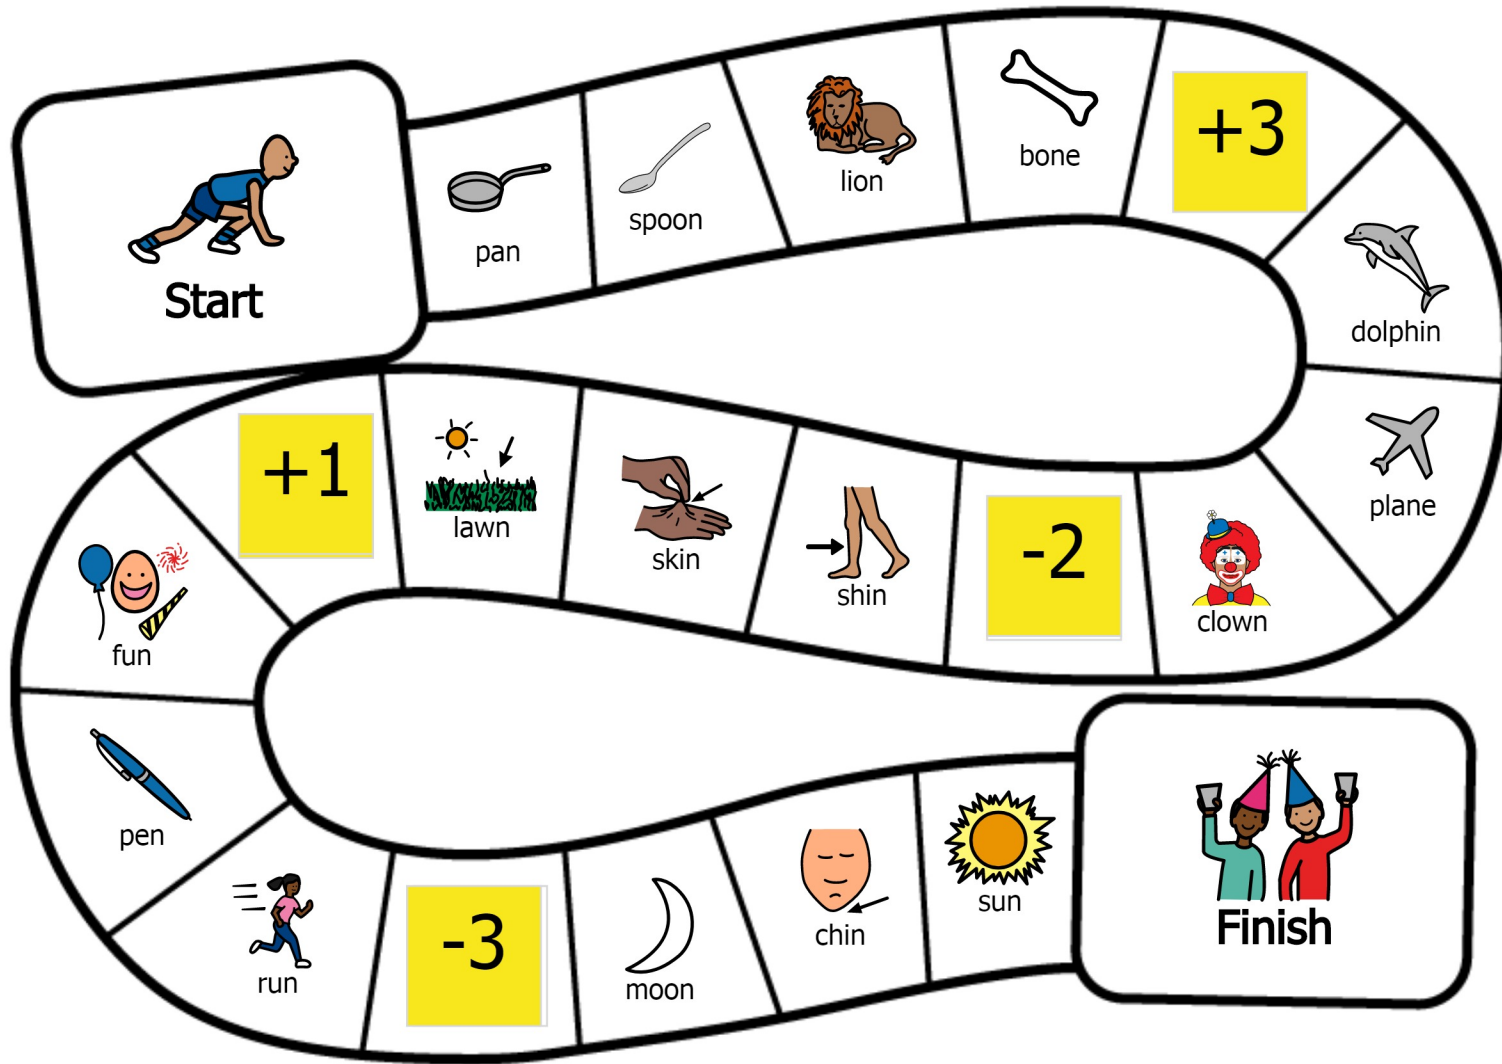 Start
pan
spoon
lion
bone
+3
dolphin
plane
clown
-2
shin
skin
lawn
+1
fun
pen
run
-3
moon
chin
sun
Finish